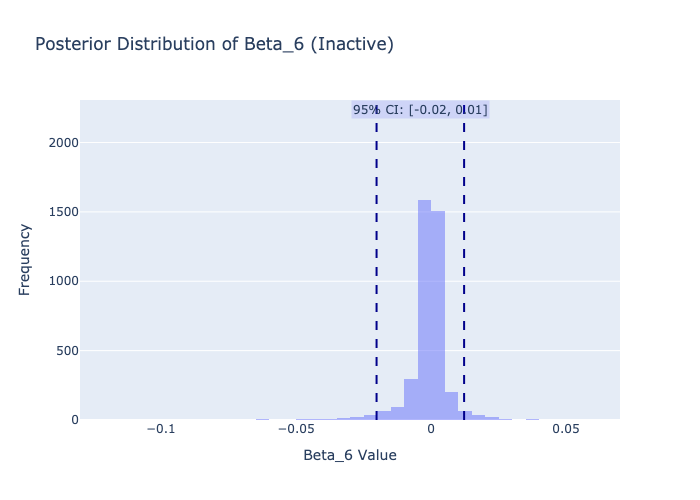 Posterior Distribution of Beta_6 (Inactive)
95% CI: [-0.02, 0.01]
2000
1500
1000
500
0
Frequency
−0.1
−0.05
0
0.05
Beta_6 Value